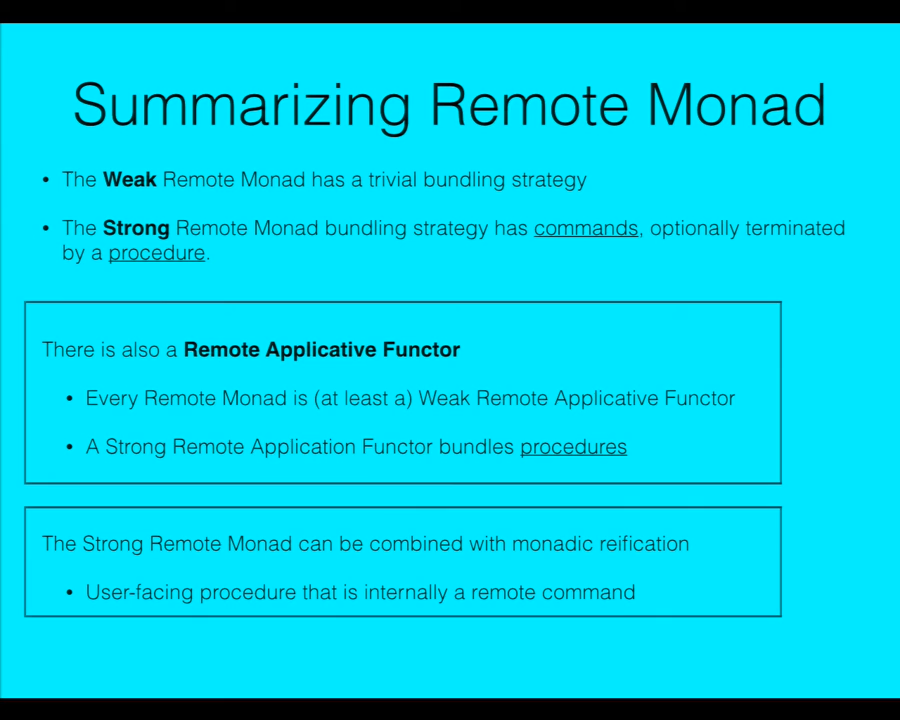 Summarizing Remote Monad
• The Weak Remote Monad has a trivial bundling strategy
• The Strong Remote Monad bundling strategy has commands, optionally terminated
by a procedure.
There is also a Remote Applicative Functor
• Every Remote Monad is (at least a) Weak Remote Applicative Functor
• A Strong Remote Application Functor bundles procedures
The Strong Remote Monad can be combined with monadic reification
• User-facing procedure that is internally a remote command